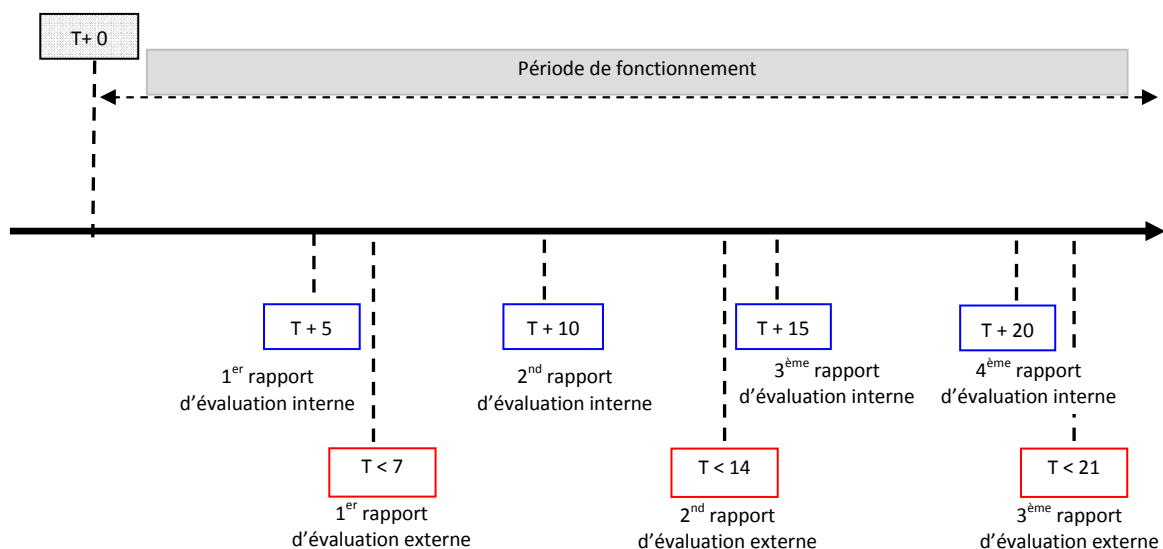 T+ 0
Période de fonctionnement
T + 5
T + 10
T + 15
T + 20
1er rapport
d'évaluation interne
2nd rapport
d'évaluation interne
3ème rapport
d'évaluation interne
4ème rapport
d'évaluation interne
T < 7
T < 14
T < 21
1er rapport
d'évaluation externe
2nd rapport
d'évaluation externe
3ème rapport
d'évaluation externe